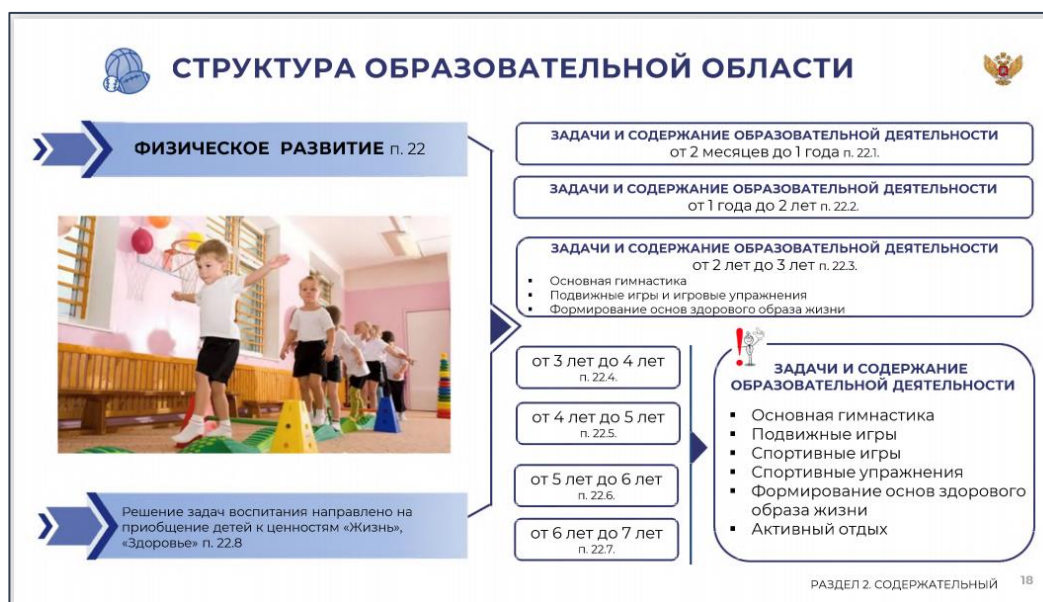 СТРУКТУРА ОБРАЗОВАТЕЛЬНОЙ ОБЛАСТИ
ФИЗИЧЕСКОЕ РАЗВИТИЕ п. 22
Решение задач воспитания направлено на
приобщение детей к ценностям «Жизнь»,
«Здоровье» п. 22.8
ЗАДАЧИ И СОДЕРЖАНИЕ ОБРАЗОВАТЕЛЬНОЙ ДЕЯТЕЛЬНОСТИ
от 2 месяцев до 1 года п. 22.1.
ЗАДАЧИ И СОДЕРЖАНИЕ ОБРАЗОВАТЕЛЬНОЙ ДЕЯТЕЛЬНОСТИ
от 1 года до 2 лет п. 22.2.
ЗАДАЧИ И СОДЕРЖАНИЕ ОБРАЗОВАТЕЛЬНОЙ ДЕЯТЕЛЬНОСТИ
от 2 лет до 3 лет п. 22.3.
▪ Основная гимнастика
▪ Подвижные игры и игровые упражнения
▪ Формирование основ здорового образа жизни
от 3 лет до 4 лет
п. 22.4.
от 4 лет до 5 лет
п. 22.5.
от 5 лет до 6 лет
п. 22.6.
от 6 лет до 7 лет
п. 22.7.
ЗАДАЧИ И СОДЕРЖАНИЕ
ОБРАЗОВАТЕЛЬНОЙ ДЕЯТЕЛЬНОСТИ
▪ Основная гимнастика
▪ Подвижные игры
▪ Спортивные игры
▪ Спортивные упражнения
▪ Формирование основ здорового
образа жизни
▪ Активный отдых
РАЗДЕЛ 2. СОДЕРЖАТЕЛЬНЫЙ 18